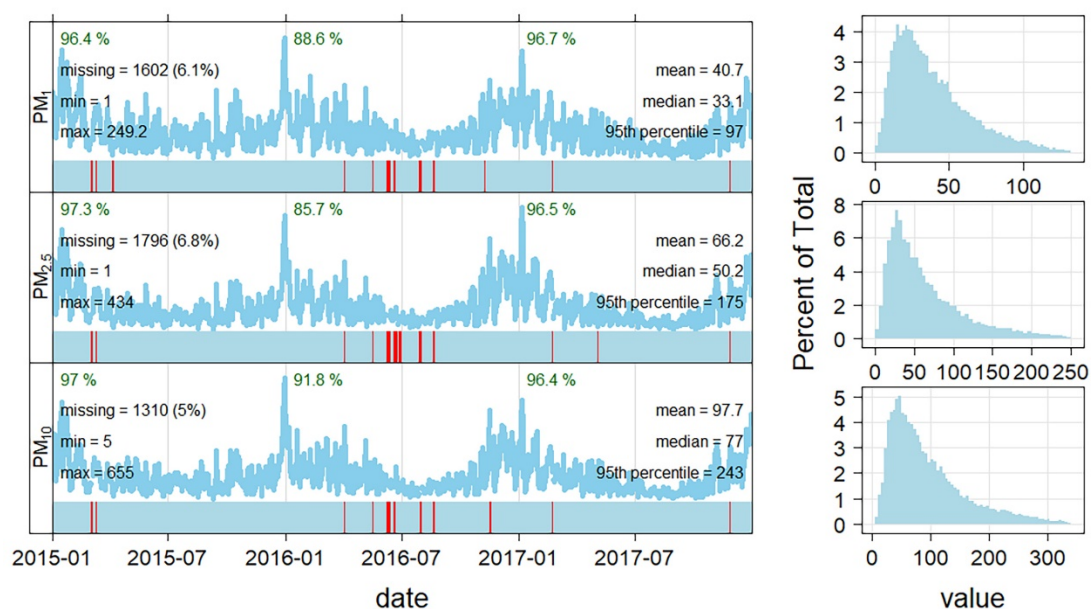 PM1
96.4 %
88.6 %
96.7 %
missing = 1602 (6.1%)
mean = 40.7
min = 1
median = 33.1
max = 249.2
95th percentile = 97
PM2.5
97.3 %
85.7 %
96.5 %
missing = 1796 (6.8%)
mean = 66.2
min = 1
median = 50.2
max = 434
95th percentile = 175
PM10
97 %
91.8 %
96.4 %
missing = 1310 (5%)
mean = 97.7
min = 5
median = 77
max = 655
95th percentile = 243
2015-01 2015-07 2016-01 2016-07 2017-01 2017-07
date
Percent of Total
4
3
2
1
0
0 50 100
8
6
4
2
0
0 50 100 150 200 250
5
4
3
2
1
0
0 100 200 300
value